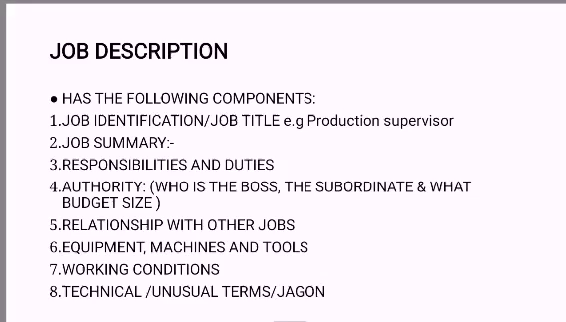 JOB DESCRIPTION
● HAS THE FOLLOWING COMPONENTS:
1.JOB IDENTIFICATION/JOB TITLE e.g Production supervisor
2.JOB SUMMARY:-
3.RESPONSIBILITIES AND DUTIES
4.AUTHORITY: (WHO IS THE BOSS, THE SUBORDINATE & WHAT
BUDGET SIZE )
5.RELATIONSHIP WITH OTHER JOBS
6.EQUIPMENT, MACHINES AND TOOLS
7.WORKING CONDITIONS
8.TECHNICAL /UNUSUAL TERMS/JAGON